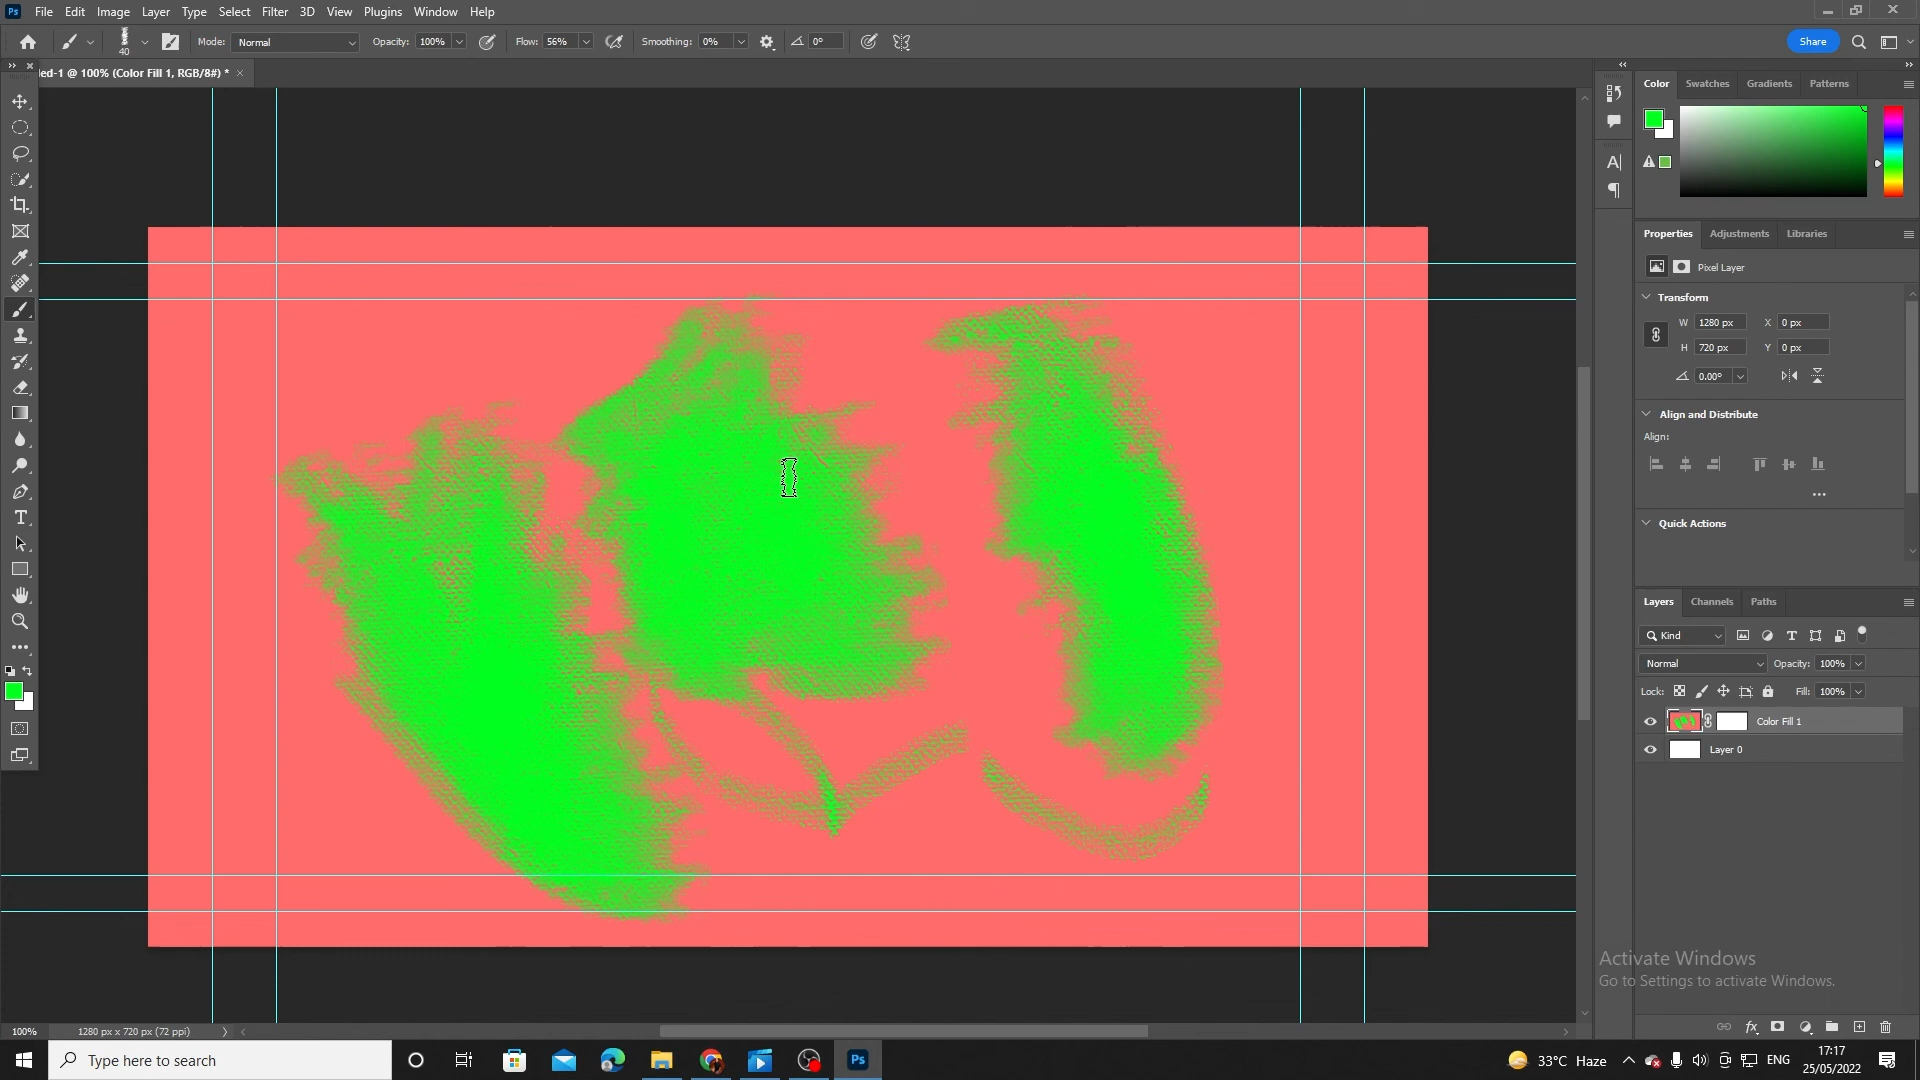 Ps File Edit Image Layer Type Select Filter 3D View Plugins Window Help
40 Mode: Normal Opacity: 100% Flow: 56% Smoothing: 0% 0° Share
led-1 @ 100% (Color Fill 1, RGB/8#) * ×
Color Swatches Gradients Patterns
Properties Adjustments Libraries
Pixel Layer
Transform
W 1280 px X 0 px
H 720 px Y 0 px
0.00°
Align and Distribute
Align:
Quick Actions
Layers Channels Paths
Kind
Normal Opacity: 100%
Lock: Fill: 100%
Color Fill 1
Layer 0
Activate Windows
Go to Settings to activate Windows.
100% 1280 px x 720 px (72 ppi)
Type here to search
Ps
33°C Haze ENG
17:17
25/05/2022